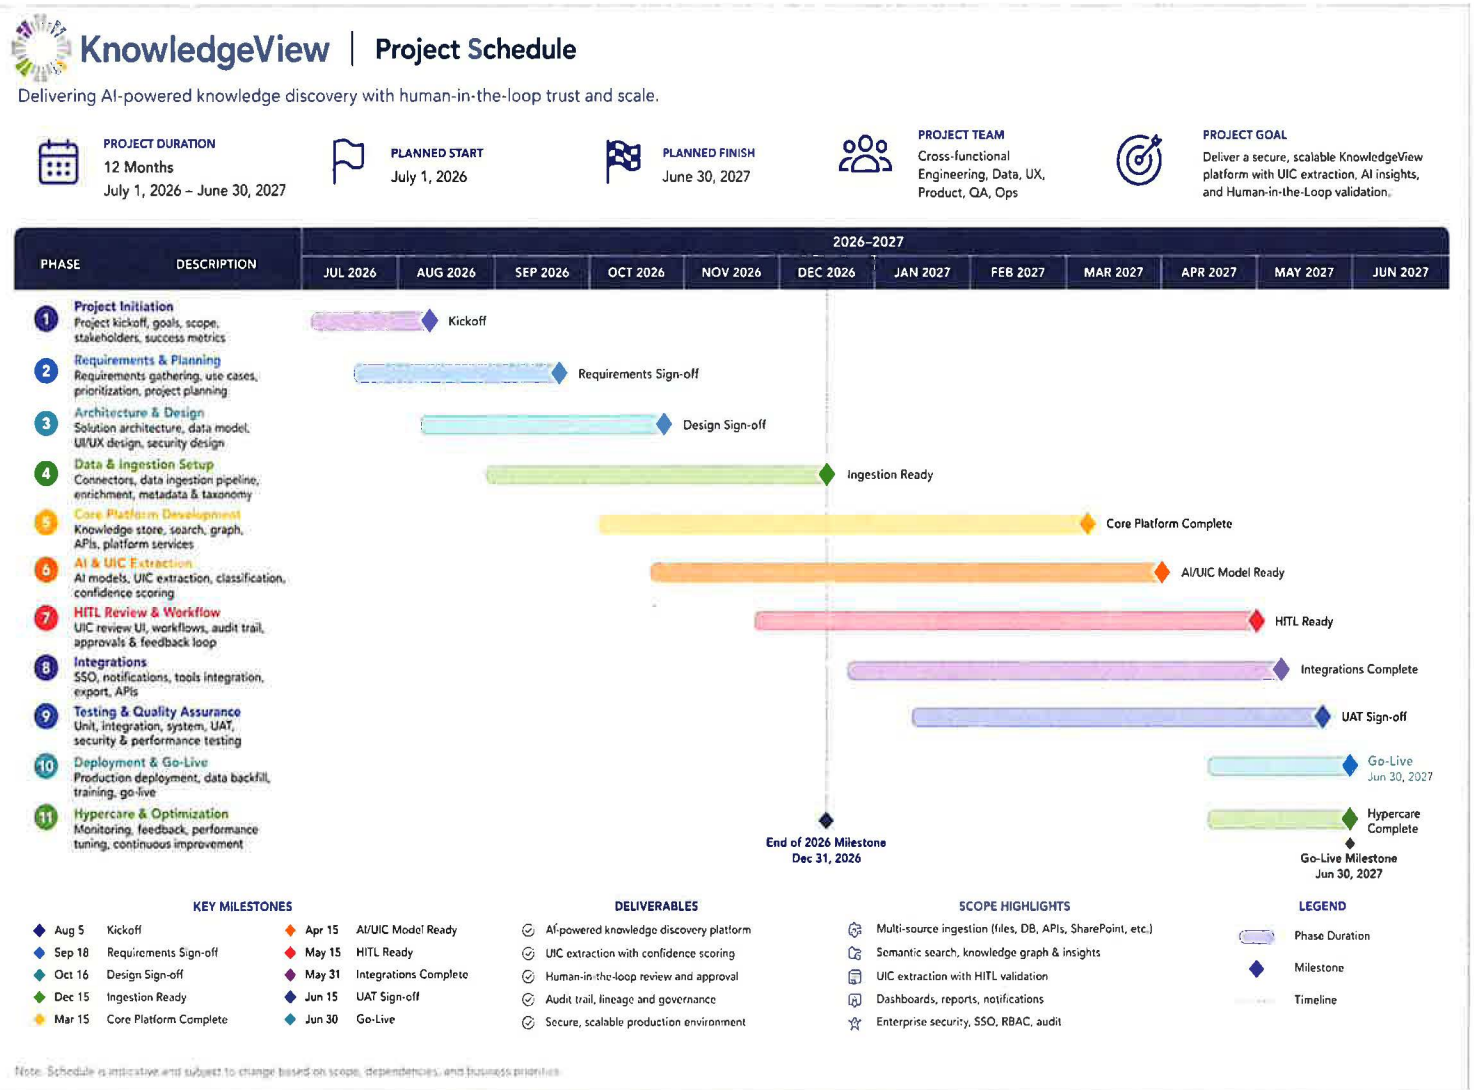 KnowledgeView | Project Schedule
Delivering AI-powered knowledge discovery with human-in-the-loop trust and scale.
PROJECT DURATION
12 Months
July 1, 2026 – June 30, 2027
PLANNED START
July 1, 2026
PLANNED FINISH
June 30, 2027
PROJECT TEAM
Cross-functional
Engineering, Data, UX,
Product, QA, Ops
PROJECT GOAL
Deliver a secure, scalable KnowledgeView
platform with UIC extraction, AI insights,
and Human-in-the-Loop validation.
PHASE DESCRIPTION
2026–2027
JUL 2026 AUG 2026 SEP 2026 OCT 2026 NOV 2026 DEC 2026 JAN 2027 FEB 2027 MAR 2027 APR 2027 MAY 2027 JUN 2027
1 Project Initiation
Project kickoff, goals, scope,
stakeholders, success metrics
Kickoff
2 Requirements & Planning
Requirements gathering, use cases,
prioritization, project planning
Requirements Sign-off
3 Architecture & Design
Solution architecture, data model,
UI/UX design, security design
Design Sign-off
4 Data & Ingestion Setup
Connectors, data ingestion pipeline,
enrichment, metadata & taxonomy
Ingestion Ready
5 Core Platform Development
Knowledge store, search, graph,
APIs, platform services
Core Platform Complete
6 AI & UIC Extraction
AI models, UIC extraction, classification,
confidence scoring
AI/UIC Model Ready
7 HITL Review & Workflow
UIC review UI, workflows, audit trail,
approvals & feedback loop
HITL Ready
8 Integrations
SSO, notifications, tools integration,
export, APIs
Integrations Complete
9 Testing & Quality Assurance
Unit, integration, system, UAT,
security & performance testing
UAT Sign-off
10 Deployment & Go-Live
Production deployment, data backfill,
training, go-live
Go-Live
Jun 30, 2027
11 Hypercare & Optimization
Monitoring, feedback, performance
tuning, continuous improvement
Hypercare
Complete
End of 2026 Milestone
Dec 31, 2026
Go-Live Milestone
Jun 30, 2027
KEY MILESTONES
Aug 5 Kickoff
Sep 18 Requirements Sign-off
Oct 16 Design Sign-off
Dec 15 Ingestion Ready
Mar 15 Core Platform Complete
Apr 15 AI/UIC Model Ready
May 15 HITL Ready
May 31 Integrations Complete
Jun 15 UAT Sign-off
Jun 30 Go-Live
DELIVERABLES
AI-powered knowledge discovery platform
UIC extraction with confidence scoring
Human-in-the-loop review and approval
Audit trail, lineage and governance
Secure, scalable production environment
SCOPE HIGHLIGHTS
Multi-source ingestion (files, DB, APIs, SharePoint, etc.)
Semantic search, knowledge graph & insights
UIC extraction with HITL validation
Dashboards, reports, notifications
Enterprise security, SSO, RBAC, audit
LEGEND
Phase Duration
Milestone
Timeline
Note: Schedule is indicative and subject to change based on scope, dependencies, and business priorities.